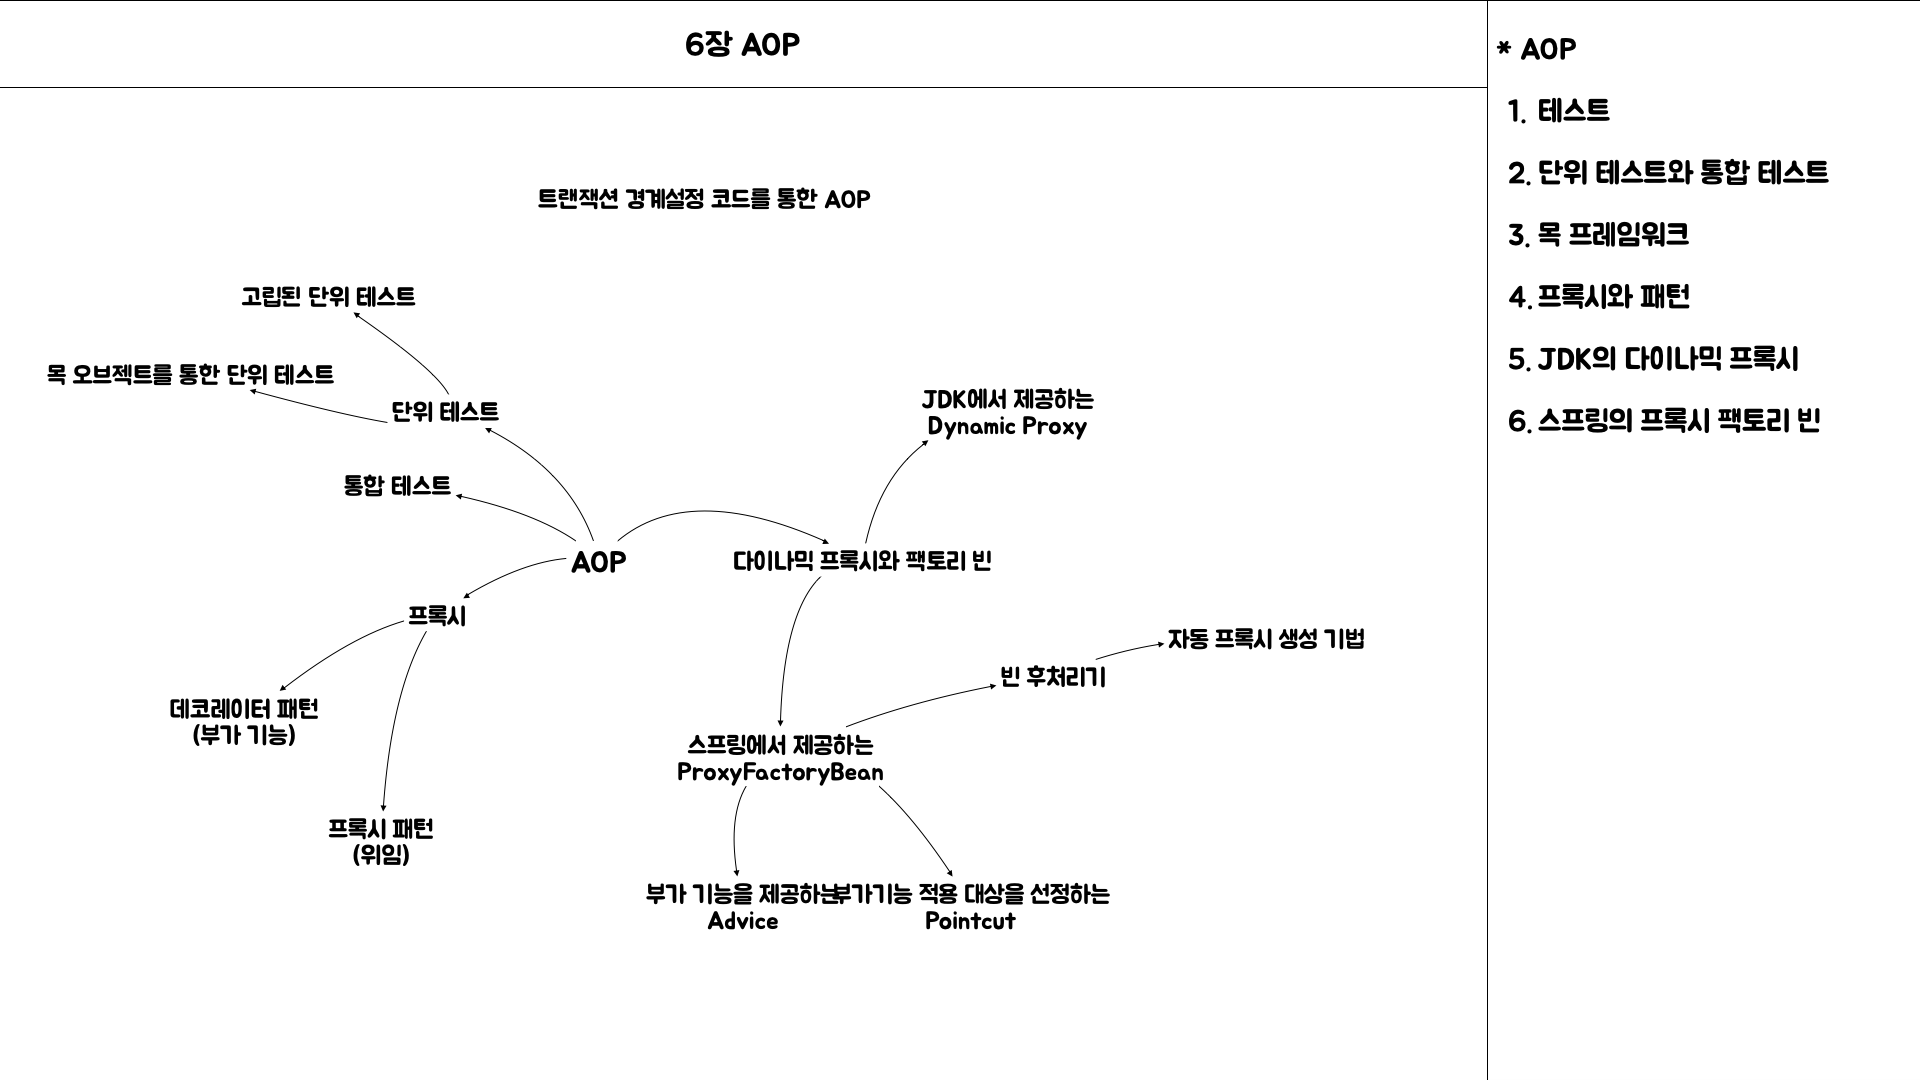 6장 AOP
트랜잭션 경계설정 코드를 통한 AOP
고립된 단위 테스트
목 오브젝트를 통한 단위 테스트
단위 테스트
JDK에서 제공하는
Dynamic Proxy
통합 테스트
AOP
다이나믹 프록시와 팩토리 빈
프록시
자동 프록시 생성 기법
빈 후처리기
데코레이터 패턴
(부가 기능)
스프링에서 제공하는
ProxyFactoryBean
프록시 패턴
(위임)
부가 기능을 제공하는
Advice
부가기능 적용 대상을 선정하는
Pointcut
* AOP
1. 테스트
2. 단위 테스트와 통합 테스트
3. 목 프레임워크
4. 프록시와 패턴
5. JDK의 다이나믹 프록시
6. 스프링의 프록시 팩토리 빈